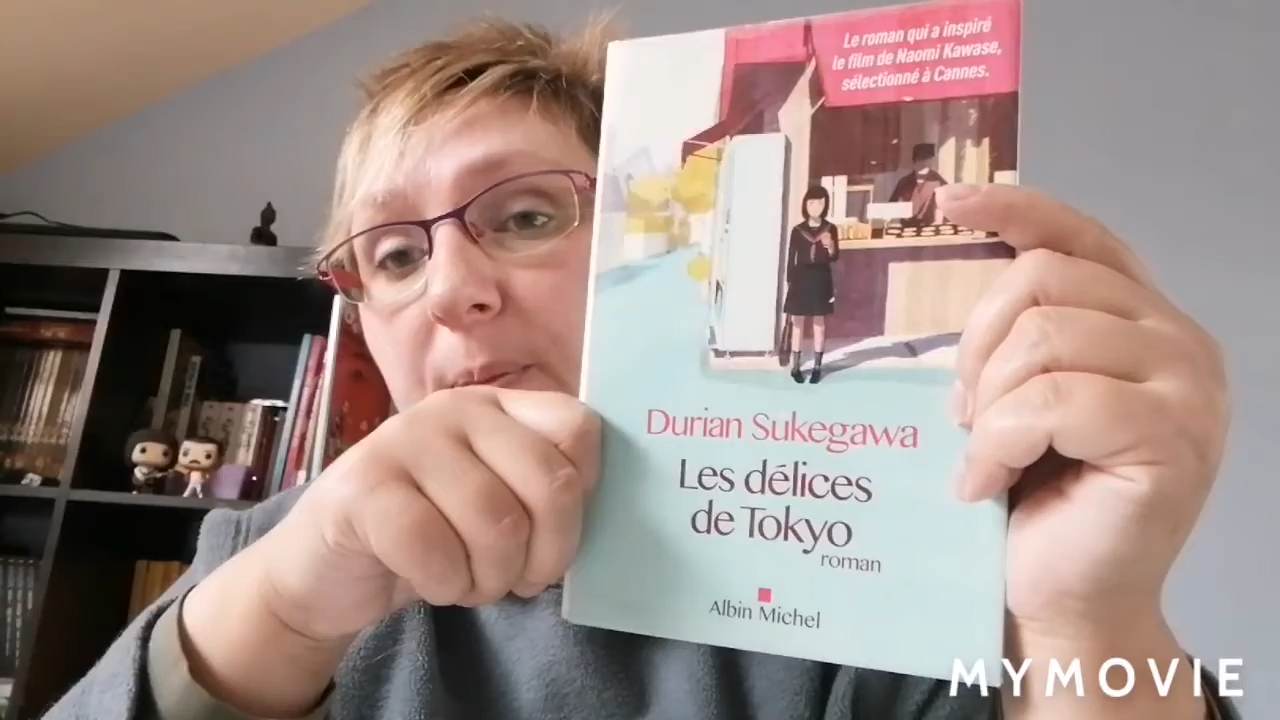 Le roman qui a inspiré
le film de Naomi Kawase,
sélectionné à Cannes.
Durian Sukegawa
Les délices
de Tokyo
roman
Albin Michel
MYMOVIE